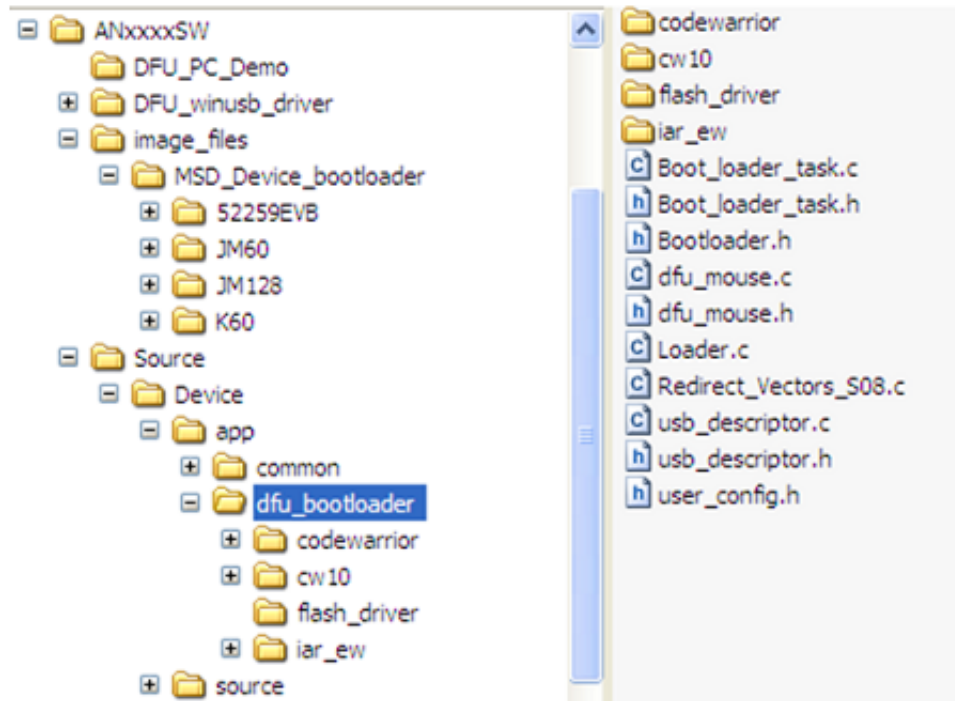 ANxxxxSW
DFU_PC_Demo
DFU_winusb_driver
image_files
MSD_Device_bootloader
52259EVB
JM60
JM128
K60
Source
Device
app
common
dfu_bootloader
codewarrior
cw10
flash_driver
iar_ew
source
codewarrior
cw10
flash_driver
iar_ew
Boot_loader_task.c
Boot_loader_task.h
Bootloader.h
dfu_mouse.c
dfu_mouse.h
Loader.c
Redirect_Vectors_S08.c
usb_descriptor.c
usb_descriptor.h
user_config.h